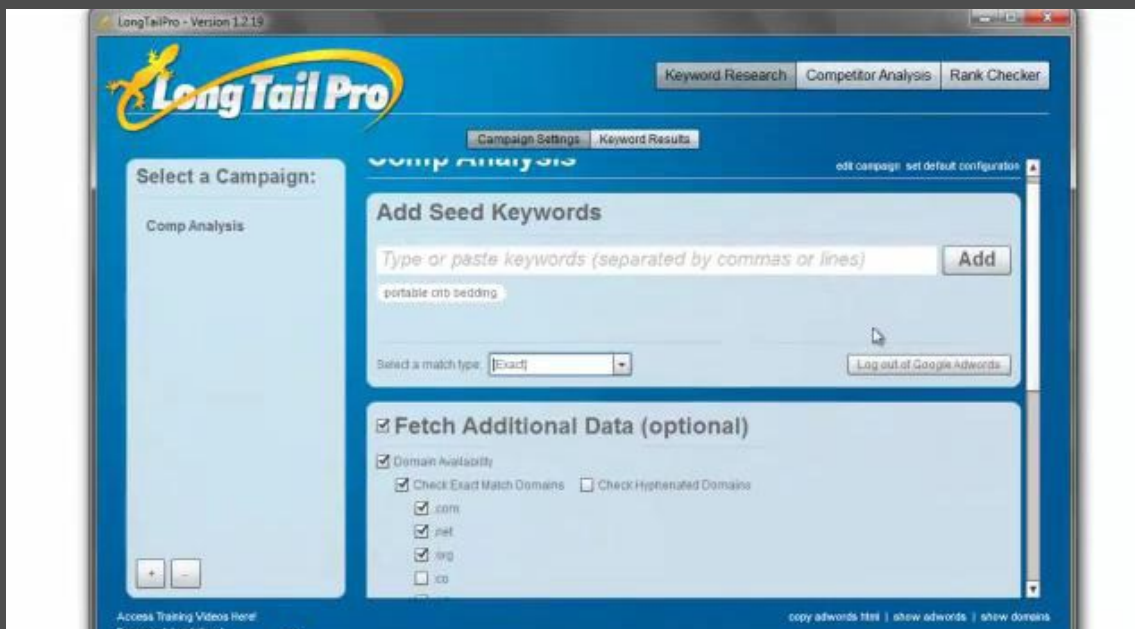 LongTailPro - Version 1.2.19
Long Tail Pro
Keyword Research Competitor Analysis Rank Checker
Campaign Settings Keyword Results
Select a Campaign:
Comp Analysis
Comp Analysis
edit campaign set default configuration
Add Seed Keywords
Type or paste keywords (separated by commas or lines)
Add
portable crib bedding
Select a match type: [Exact]
Log out of Google Adwords
Fetch Additional Data (optional)
Domain Availability
Check Exact Match Domains Check Hyphenated Domains
.com
.net
.org
.co
+ -
Access Training Videos Here!
copy adwords html | show adwords | show domains